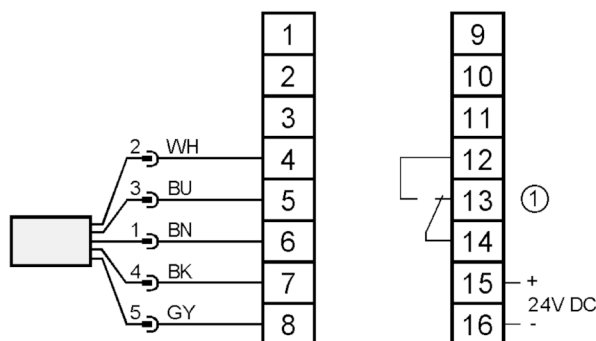 1 9
2 10
3 11
2 WH 4 12
3 BU 5 13 ①
1 BN 6 14
4 BK 7 15 +
24V DC
5 GY 8 16 -